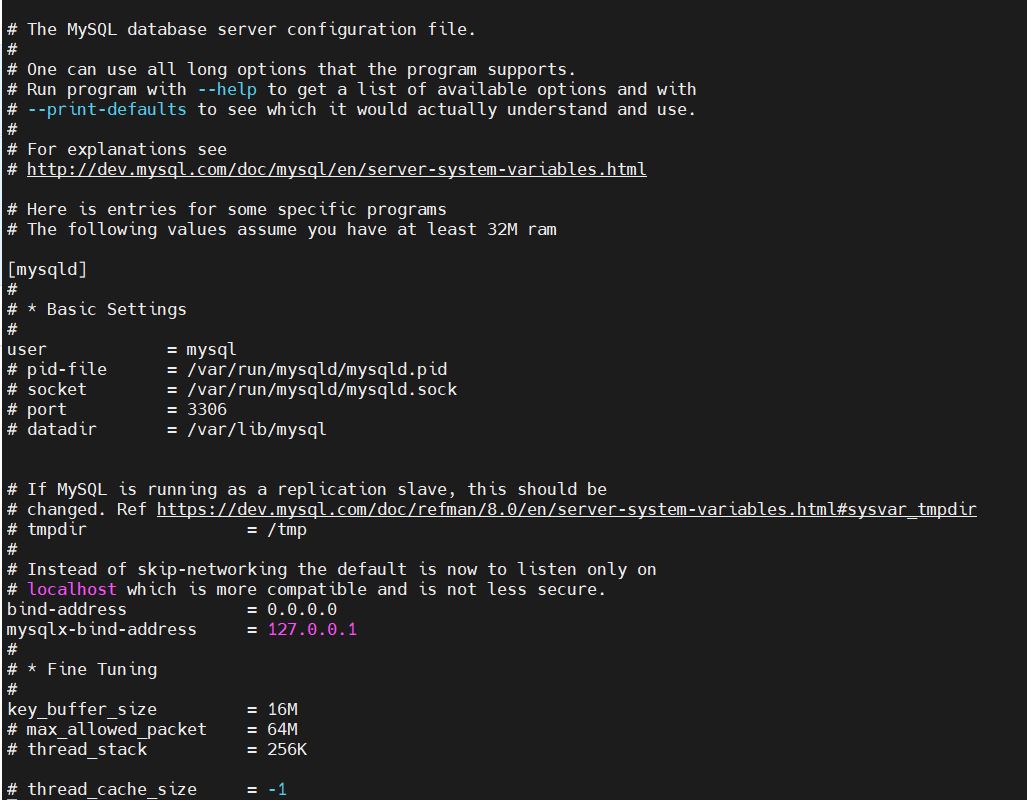 # The MySQL database server configuration file.
#
# One can use all long options that the program supports.
# Run program with --help to get a list of available options and with
# --print-defaults to see which it would actually understand and use.
#
# For explanations see
# http://dev.mysql.com/doc/mysql/en/server-system-variables.html

# Here is entries for some specific programs
# The following values assume you have at least 32M ram

[mysqld]
#
# * Basic Settings
#
user            = mysql
# pid-file      = /var/run/mysqld/mysqld.pid
# socket        = /var/run/mysqld/mysqld.sock
# port          = 3306
# datadir       = /var/lib/mysql


# If MySQL is running as a replication slave, this should be
# changed. Ref https://dev.mysql.com/doc/refman/8.0/en/server-system-variables.html#sysvar_tmpdir
# tmpdir                = /tmp
#
# Instead of skip-networking the default is now to listen only on
# localhost which is more compatible and is not less secure.
bind-address            = 0.0.0.0
mysqlx-bind-address     = 127.0.0.1
#
# * Fine Tuning
#
key_buffer_size         = 16M
# max_allowed_packet    = 64M
# thread_stack          = 256K

# thread_cache_size     = -1